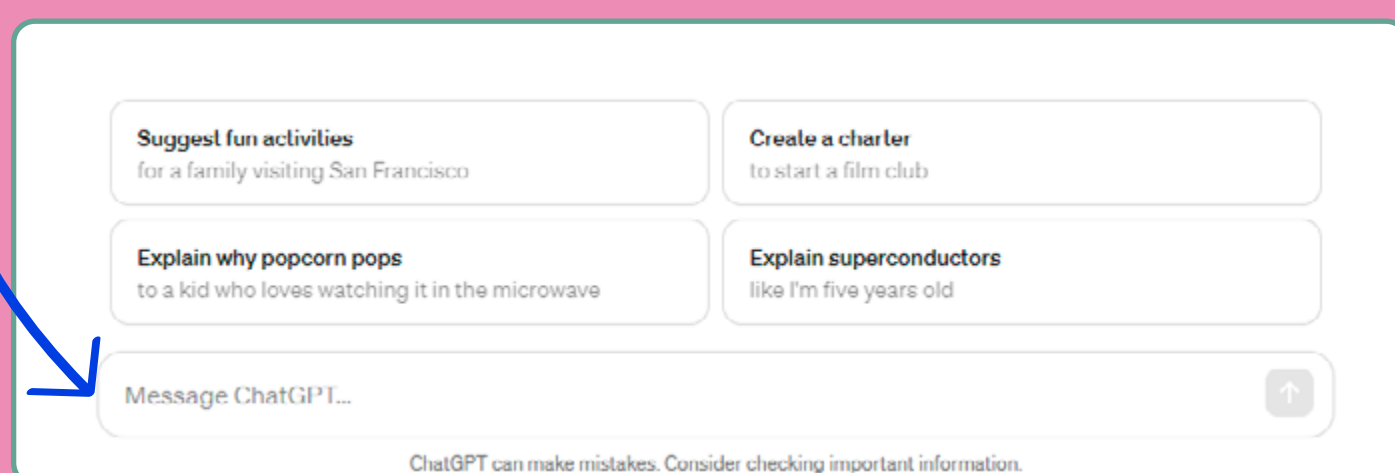 Suggest fun activities
for a family visiting San Francisco
Create a charter
to start a film club
Explain why popcorn pops
to a kid who loves watching it in the microwave
Explain superconductors
like I'm five years old
Message ChatGPT...
ChatGPT can make mistakes. Consider checking important information.